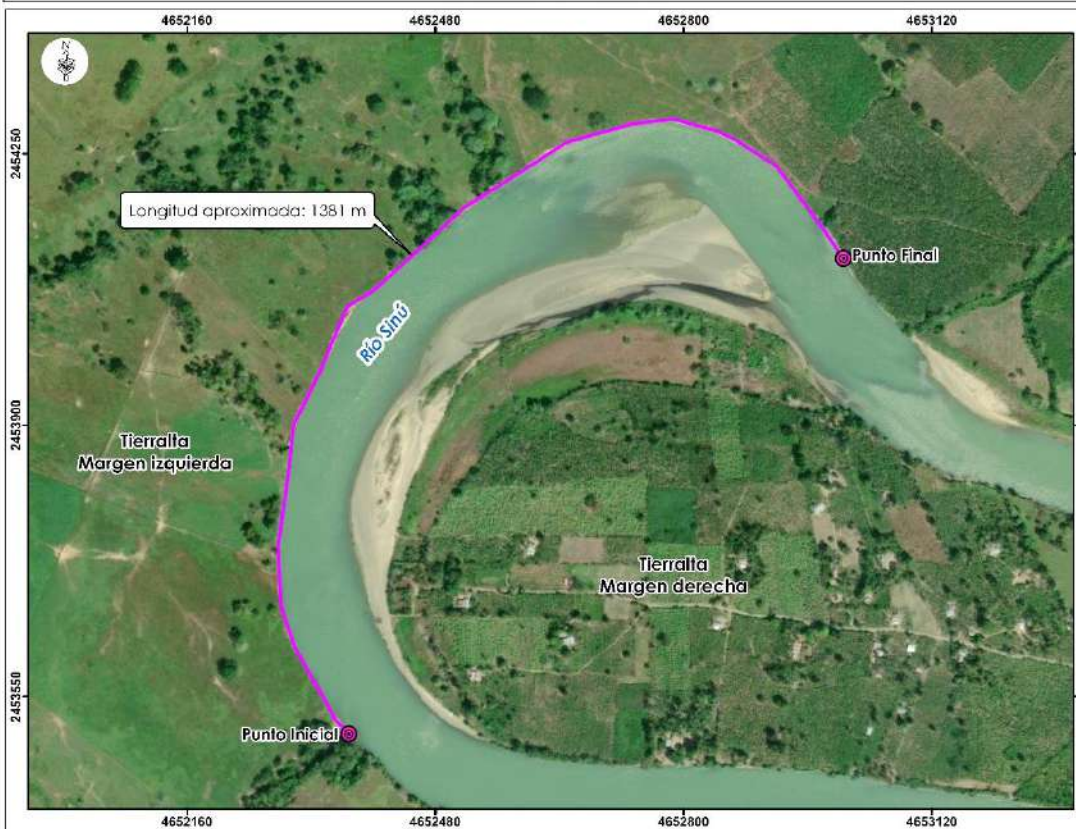 4652160 4652480 4652800 4653120
2454250
Longitud aproximada: 1381 m
Punto Final
Río Sinú
2453900
Tierralta
Margen izquierda
Tierralta
Margen derecha
2453550
Punto Inicial
4652160 4652480 4652800 4653120